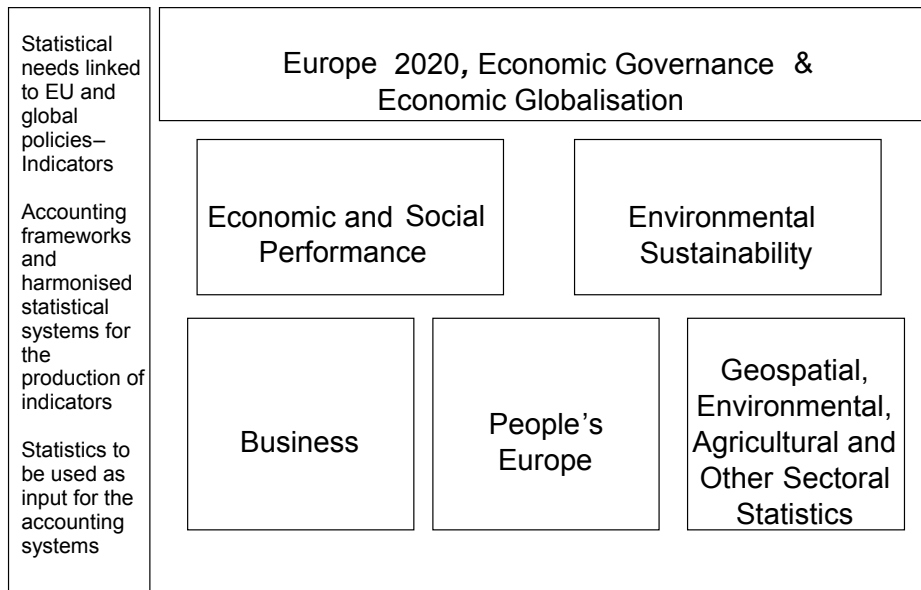 Statistical
needs linked
to EU and
global
policies–
Indicators
Accounting
frameworks
and
harmonised
statistical
systems for
the
production of
indicators
Statistics to
be used as
input for the
accounting
systems
Europe 2020, Economic Governance &
Economic Globalisation
Economic and Social
Performance
Environmental
Sustainability
Business
People's
Europe
Geospatial,
Environmental,
Agricultural and
Other Sectoral
Statistics